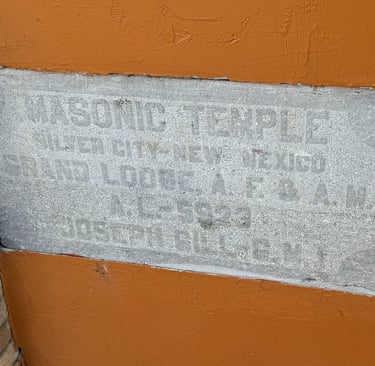 MASONIC TEMPLE
SILVER CITY-NEW MEXICO
GRAND LODGE, A. F. & A. M.
A. L.-5923
JOSEPH GILL-G. M.